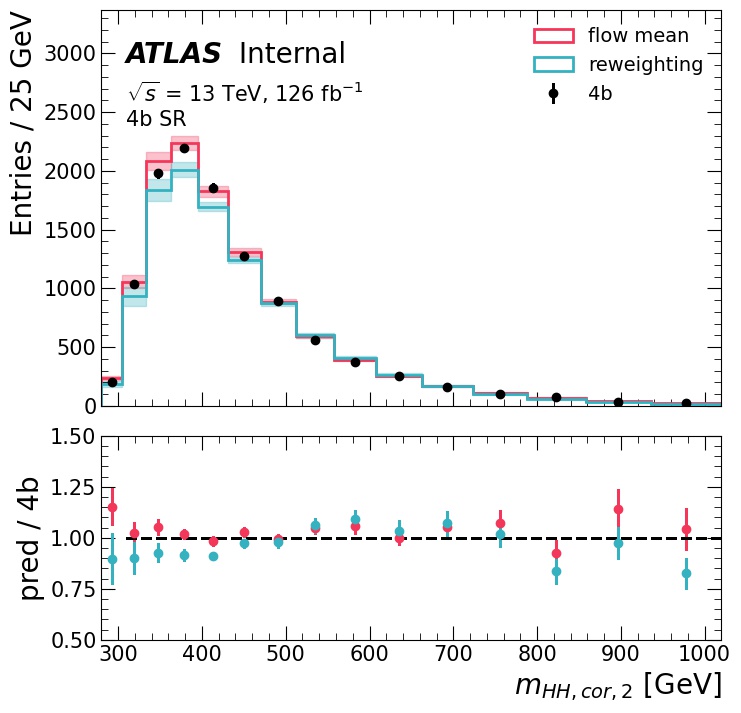 ATLAS Internal
√s = 13 TeV, 126 fb⁻¹
4b SR
flow mean
reweighting
4b
Entries / 25 GeV
3000
2500
2000
1500
1000
500
0
pred / 4b
1.50
1.25
1.00
0.75
0.50
300 400 500 600 700 800 900 1000
m_{HH,cor,2} [GeV]